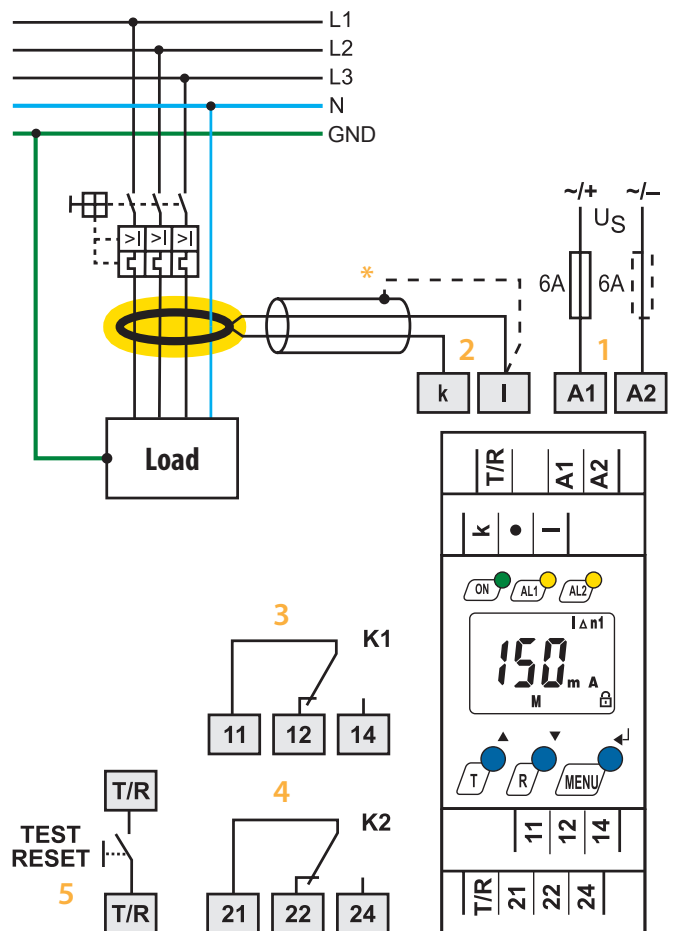 L1
L2
L3
N
GND
~/+ ~/–
US
6A 6A
>I >I >I
*
2 1
k l A1 A2
Load
T/R A1 A2
k • l
ON AL1 AL2
I Δ n1
150 m A
M
3
K1
11 12 14
▲ ▼ ↵
T R MENU
T/R
4
K2
TEST
RESET
5
11 12 14
T/R 21 22 24
T/R
21 22 24